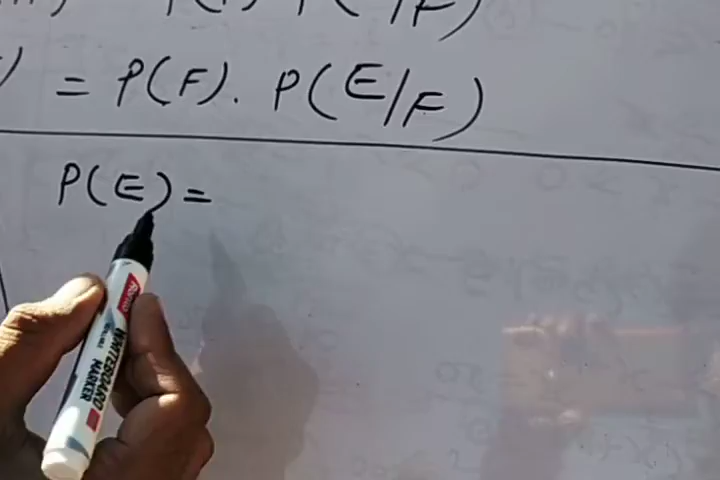 P(F) . P(E/F)
) = P(F). P(E/F)
P(E) =
WHITEBOARD MARKER